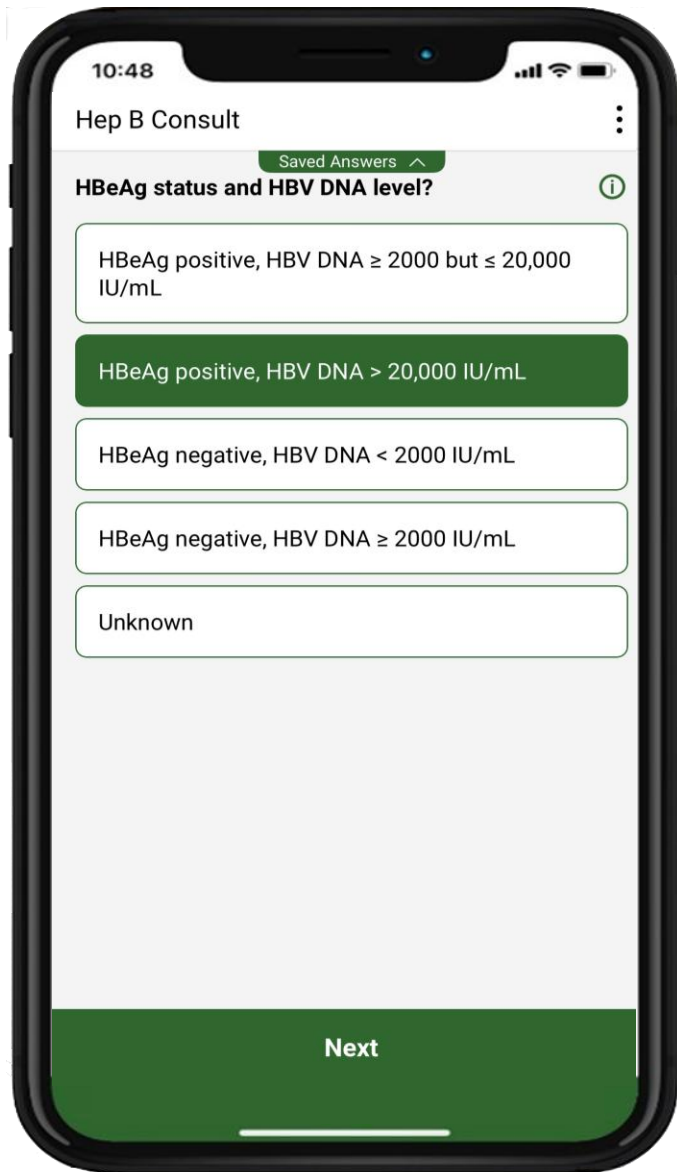 10:48
Hep B Consult
Saved Answers
HBeAg status and HBV DNA level?
HBeAg positive, HBV DNA ≥ 2000 but ≤ 20,000
IU/mL
HBeAg positive, HBV DNA > 20,000 IU/mL
HBeAg negative, HBV DNA < 2000 IU/mL
HBeAg negative, HBV DNA ≥ 2000 IU/mL
Unknown
Next